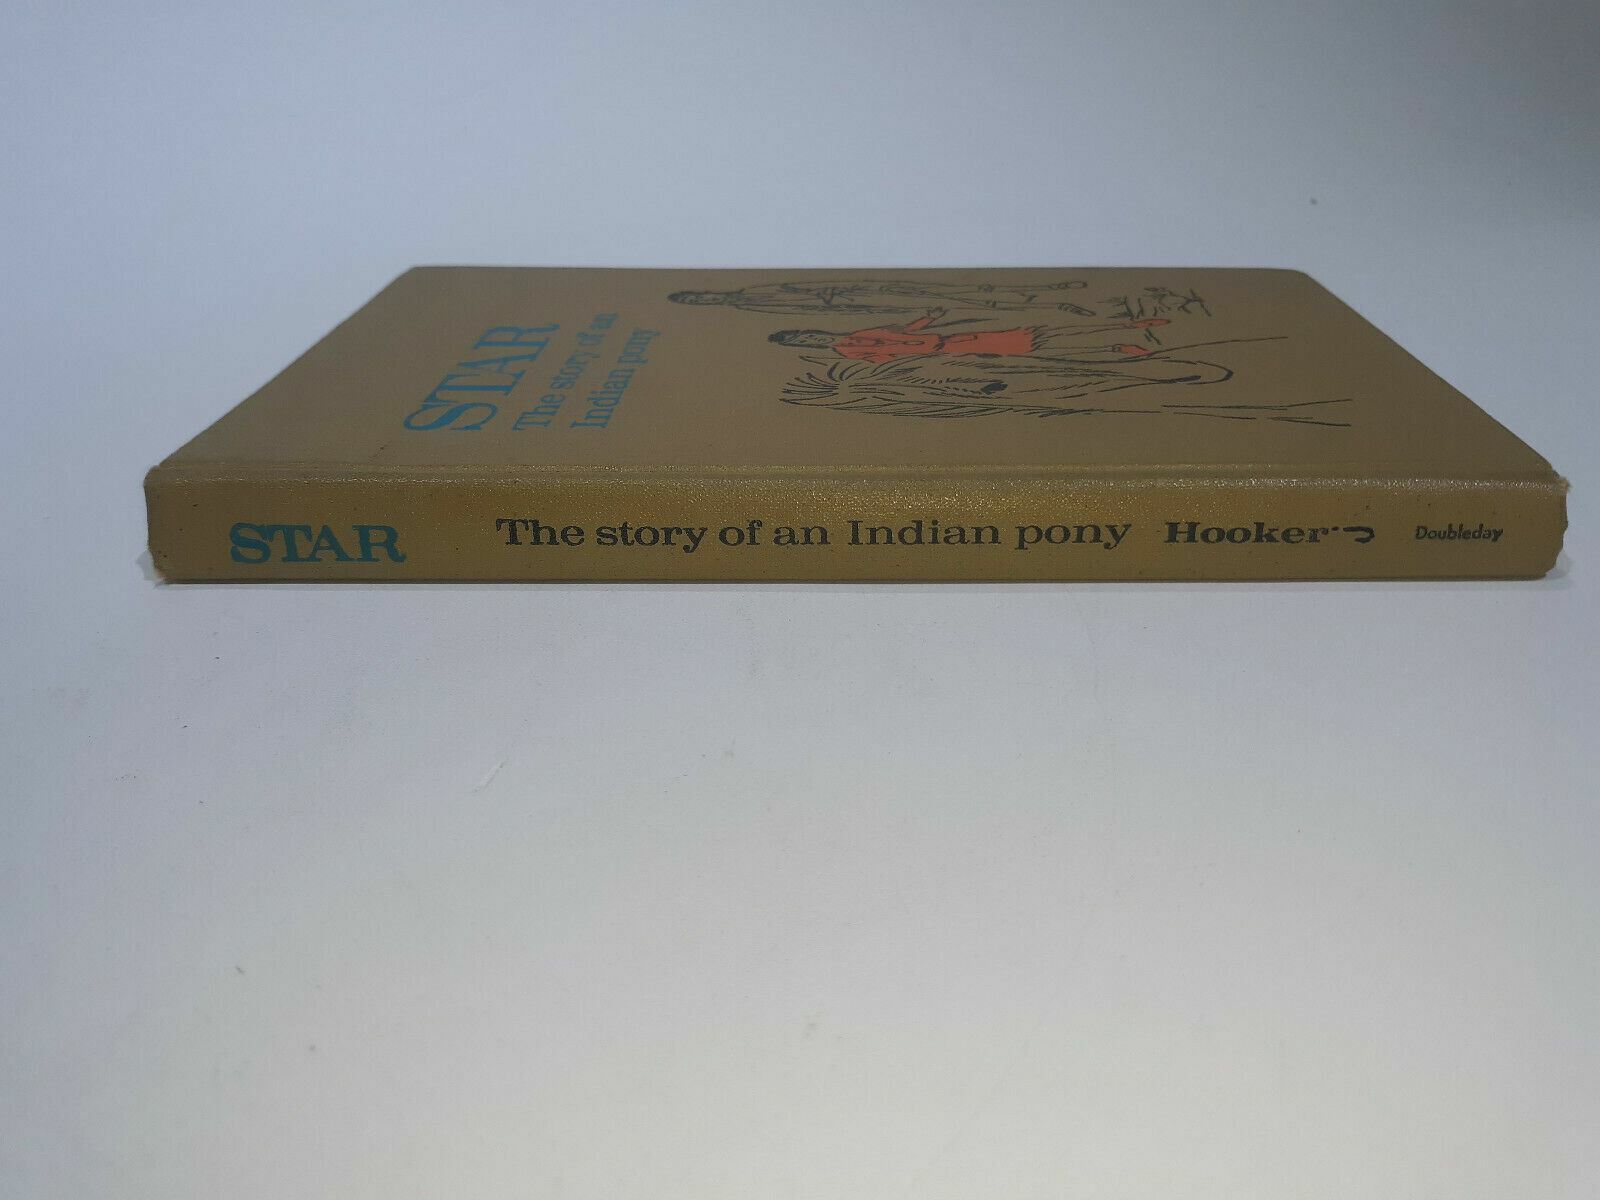 STAR
The story of an
Indian pony
STAR The story of an Indian pony Hooker Doubleday